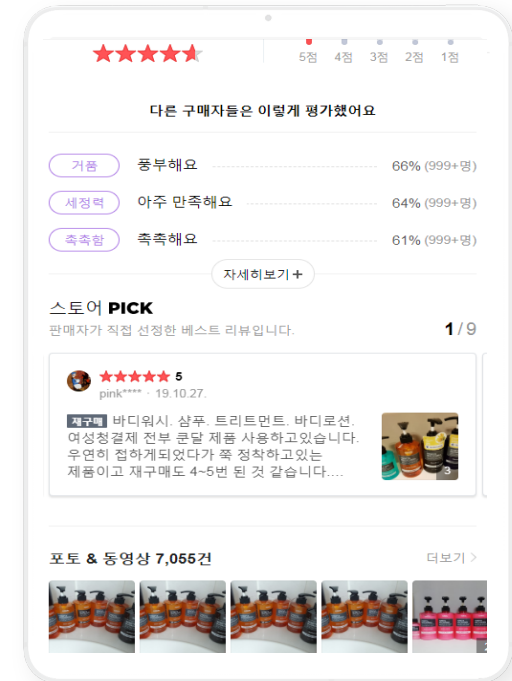 5점 4점 3점 2점 1점
다른 구매자들은 이렇게 평가했어요
거품 풍부해요 66% (999+명)
세정력 아주 만족해요 64% (999+명)
촉촉함 촉촉해요 61% (999+명)
자세히보기+
스토어 PICK
판매자가 직접 선정한 베스트 리뷰입니다. 1/9
5
pink**** · 19.10.27.
재구매 바디워시. 샴푸. 트리트먼트. 바디로션.
여성청결제 전부 쿤달 제품 사용하고있습니다.
우연히 접하게되었다가 쭉 정착하고있는
제품이고 재구매도 4~5번 된 것 같습니다....
3
포토 & 동영상 7,055건 더보기 >